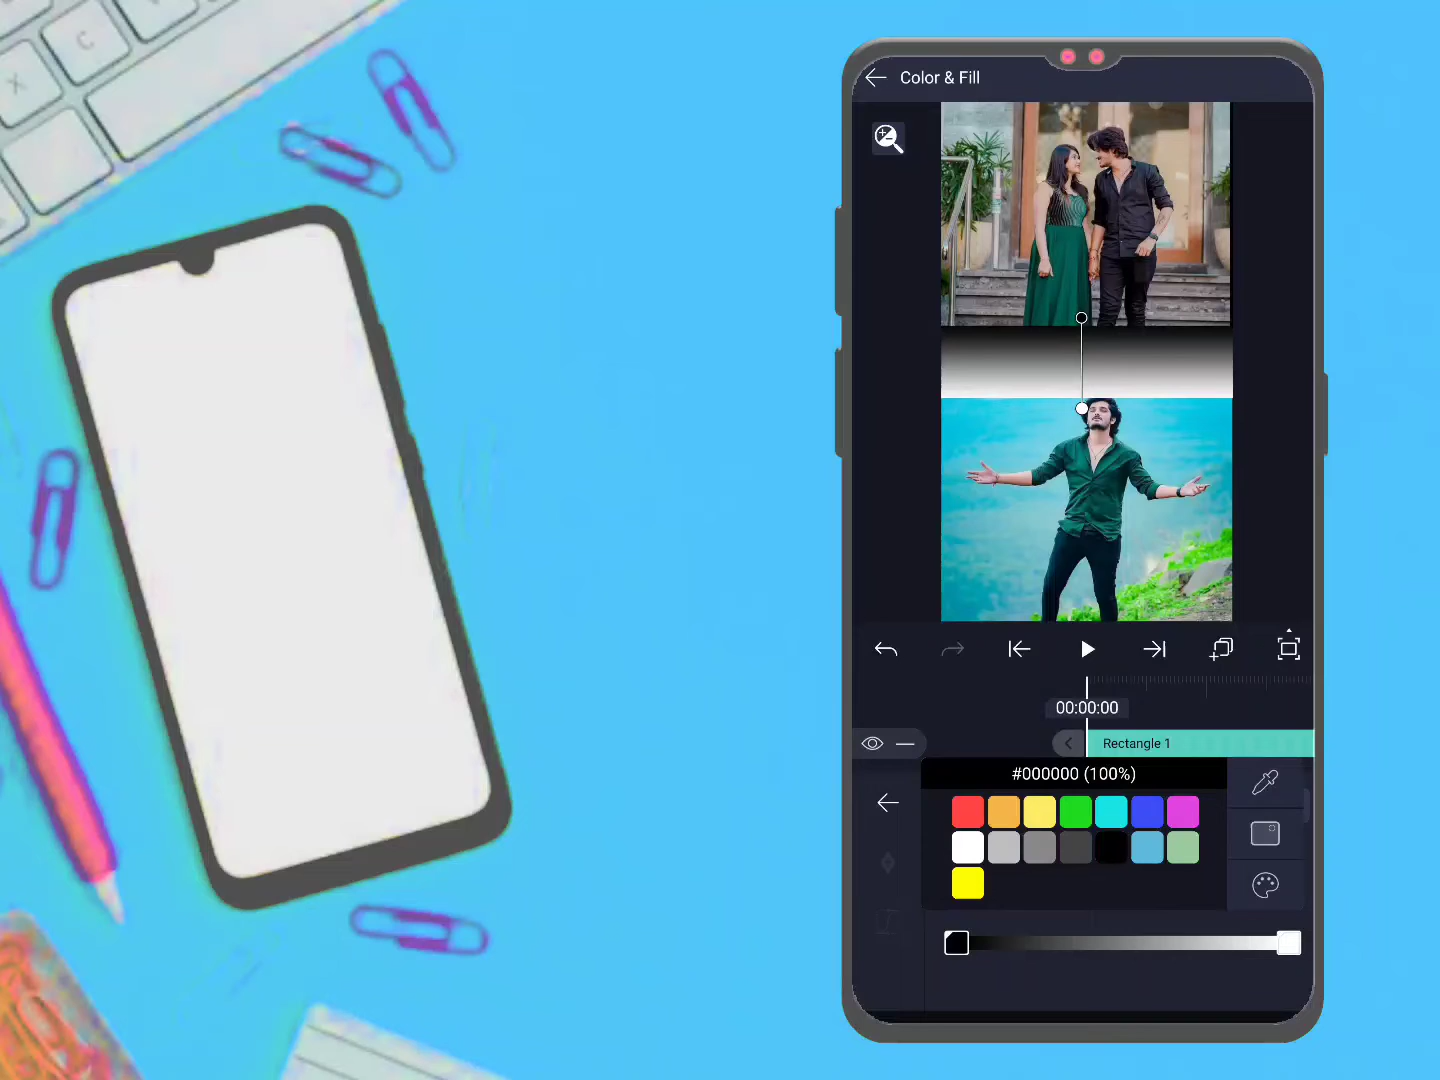 C
X
Color & Fill
00:00:00
Rectangle 1
#000000 (100%)